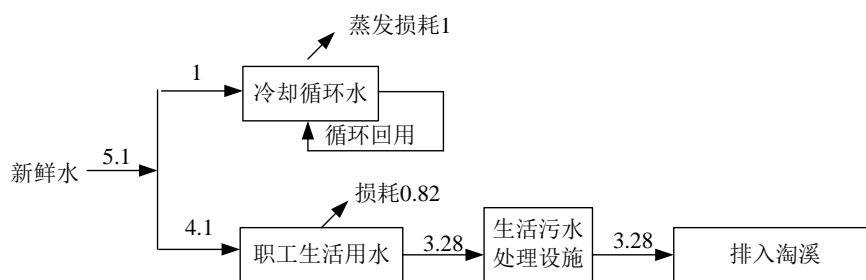 蒸发损耗1
1
冷却循环水
循环回用
新鲜水
5.1
损耗0.82
4.1
职工生活用水
3.28
生活污水
处理设施
3.28
排入淘溪